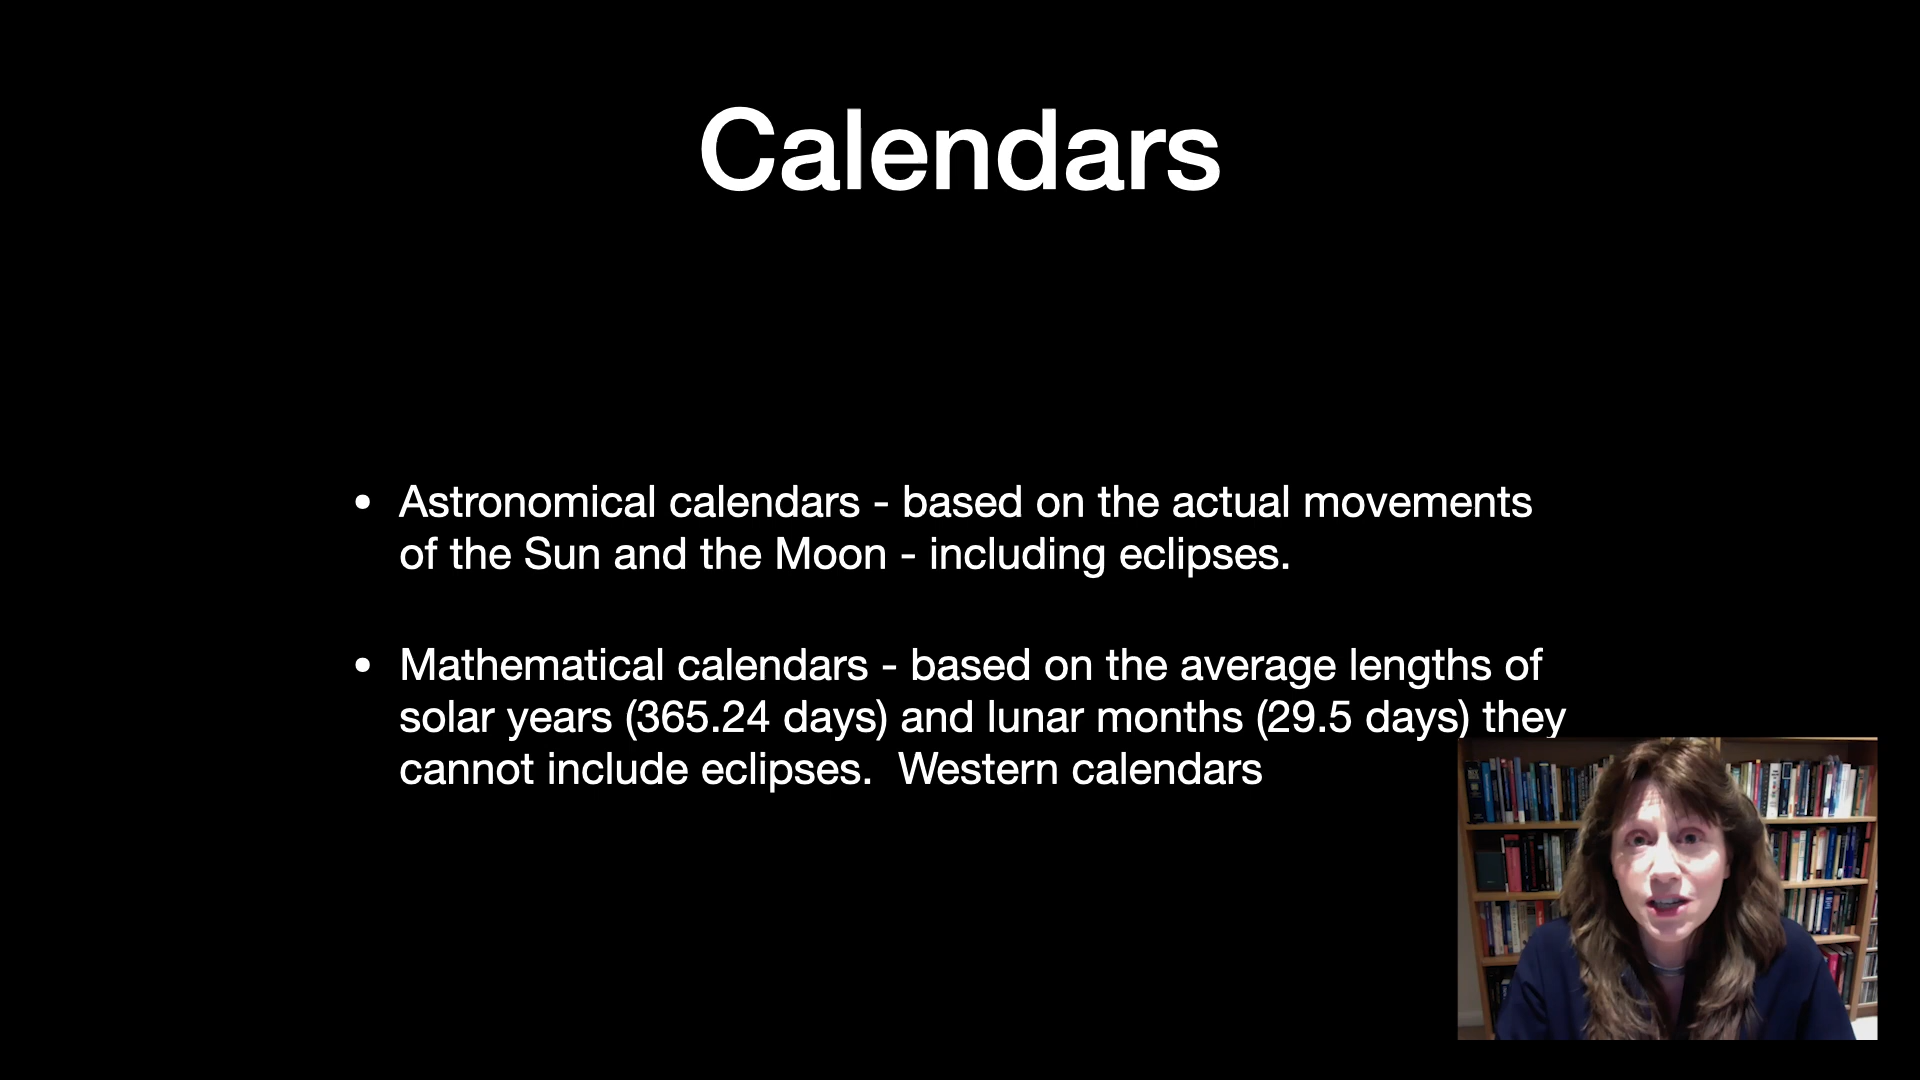 Calendars
• Astronomical calendars - based on the actual movements
of the Sun and the Moon - including eclipses.
• Mathematical calendars - based on the average lengths of
solar years (365.24 days) and lunar months (29.5 days) they
cannot include eclipses.  Western calendars